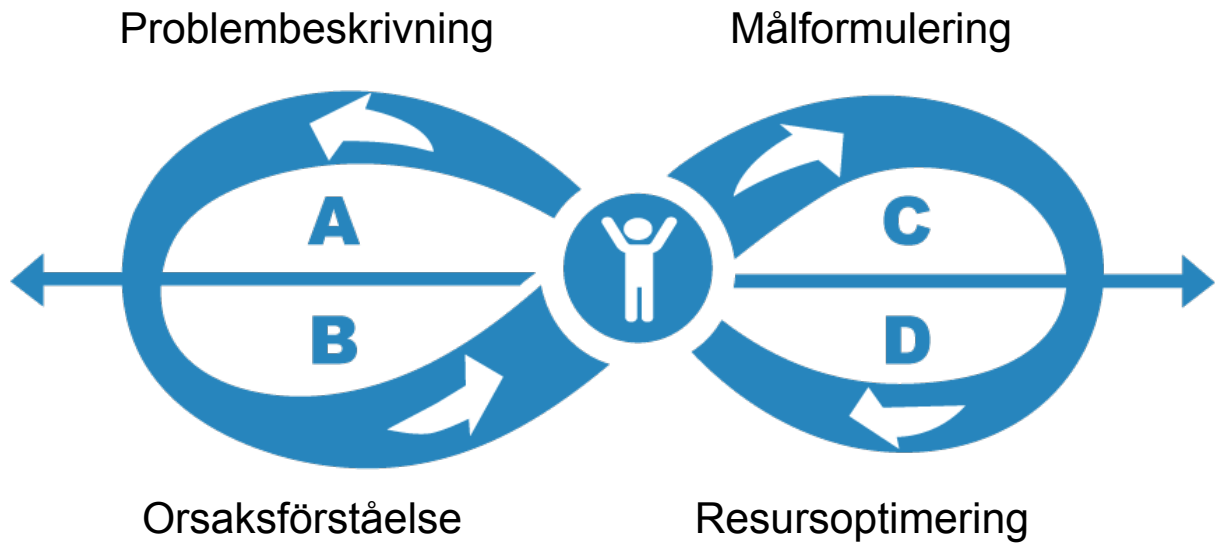 Problembeskrivning
Målformulering
A
C
B
D
Orsaksförståelse
Resursoptimering